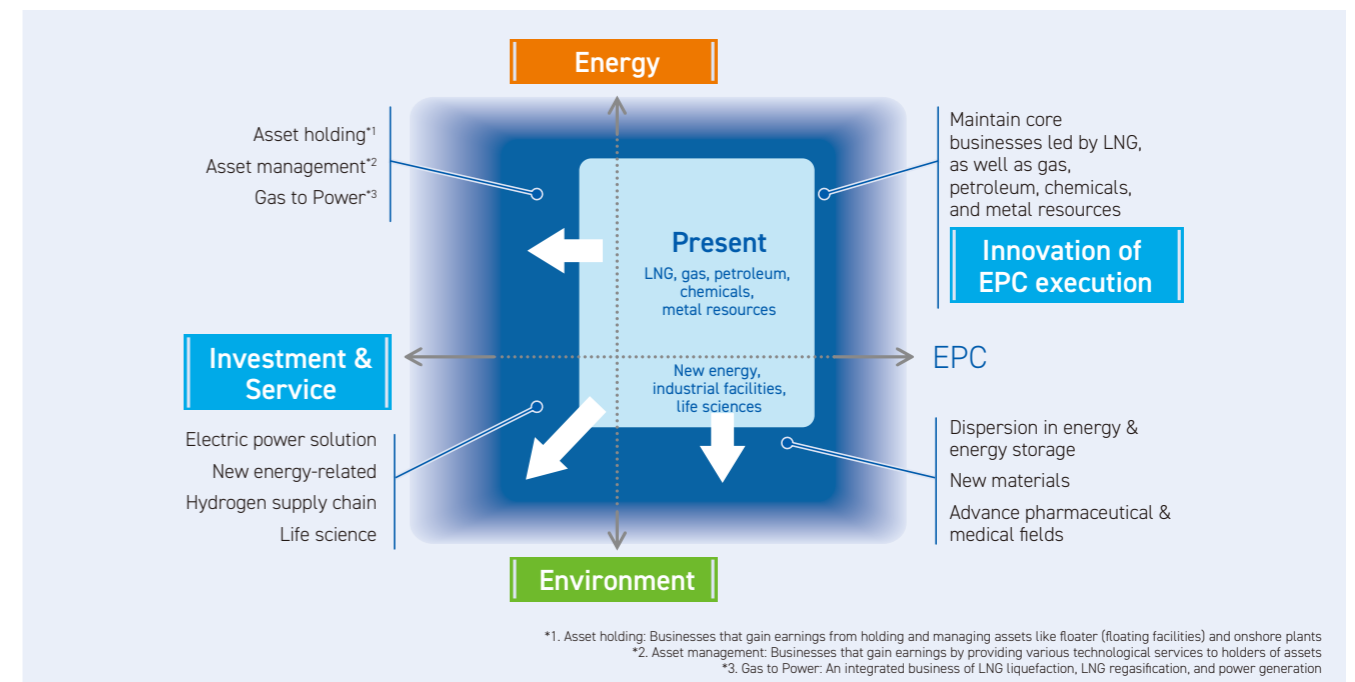 Energy
Asset holding*1
Asset management*2
Gas to Power*3
Maintain core
businesses led by LNG,
as well as gas,
petroleum, chemicals,
and metal resources
Innovation of
EPC execution
Present
LNG, gas, petroleum,
chemicals,
metal resources
Investment &
Service
EPC
New energy,
industrial facilities,
life sciences
Electric power solution
New energy-related
Hydrogen supply chain
Life science
Dispersion in energy &
energy storage
New materials
Advance pharmaceutical &
medical fields
Environment
*1. Asset holding: Businesses that gain earnings from holding and managing assets like floater (floating facilities) and onshore plants
*2. Asset management: Businesses that gain earnings by providing various technological services to holders of assets
*3. Gas to Power: An integrated business of LNG liquefaction, LNG regasification, and power generation